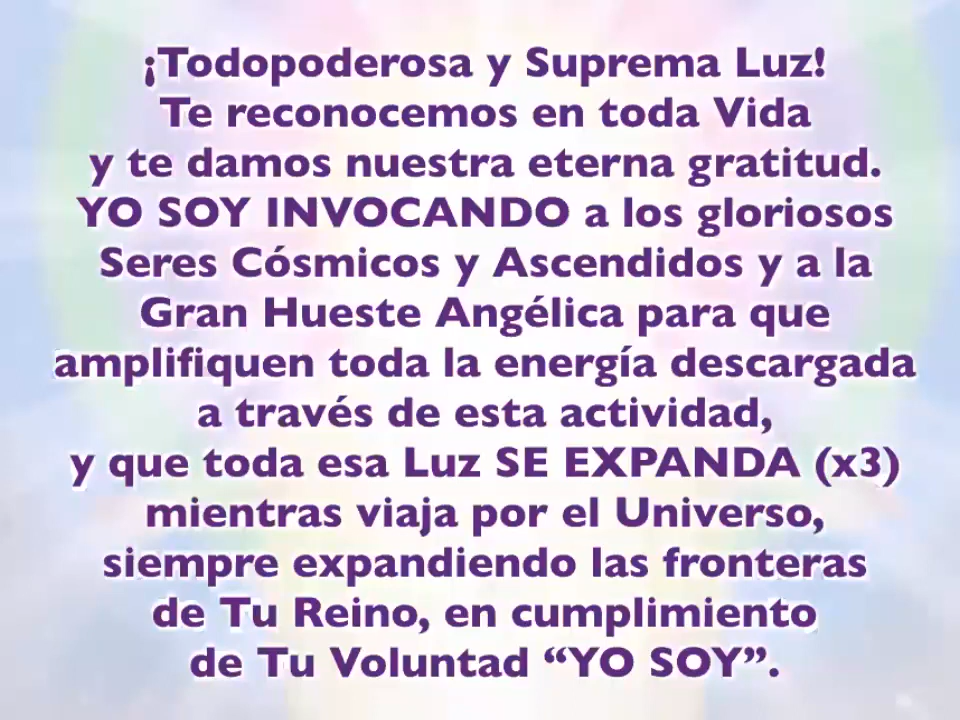 ¡Todopoderosa y Suprema Luz!
Te reconocemos en toda Vida
y te damos nuestra eterna gratitud.
YO SOY INVOCANDO a los gloriosos
Seres Cósmicos y Ascendidos y a la
Gran Hueste Angélica para que
amplifiquen toda la energía descargada
a través de esta actividad,
y que toda esa Luz SE EXPANDA (x3)
mientras viaja por el Universo,
siempre expandiendo las fronteras
de Tu Reino, en cumplimiento
de Tu Voluntad “YO SOY”.